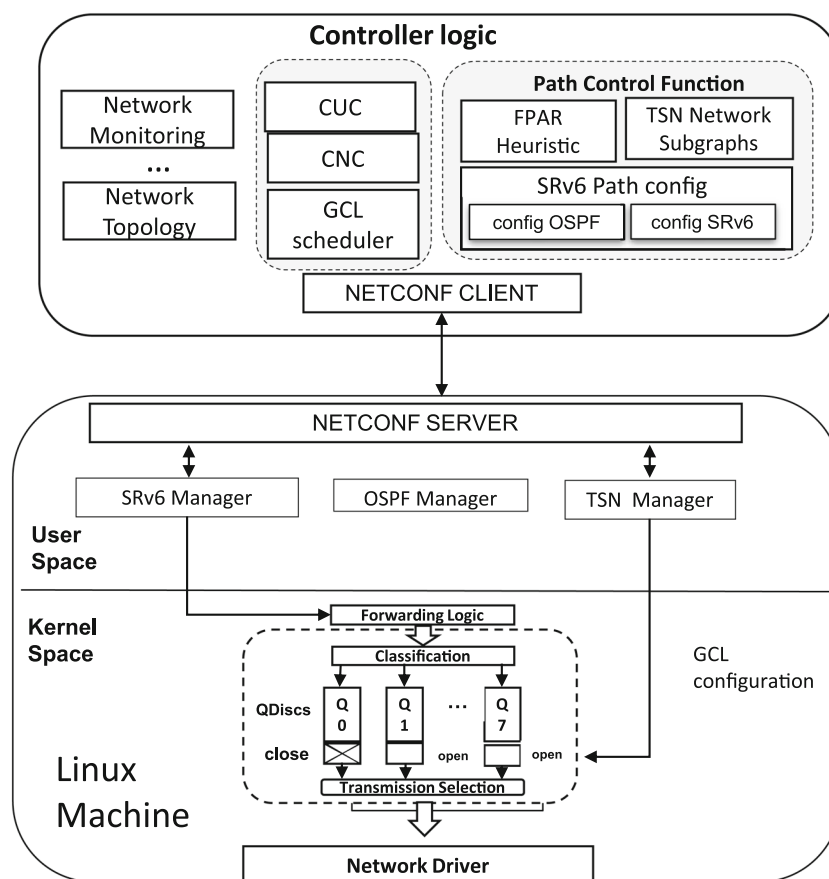 Controller logic
Network
Monitoring
...
Network
Topology
CUC
CNC
GCL
scheduler
Path Control Function
FPAR
Heuristic
TSN Network
Subgraphs
SRv6 Path config
config OSPF
config SRv6
NETCONF CLIENT
NETCONF SERVER
SRv6 Manager
OSPF Manager
TSN Manager
User
Space
Kernel
Space
Forwarding Logic
Classification
QDiscs
Q
0
Q
1
...
Q
7
close
open
open
Transmission Selection
GCL
configuration
Linux
Machine
Network Driver